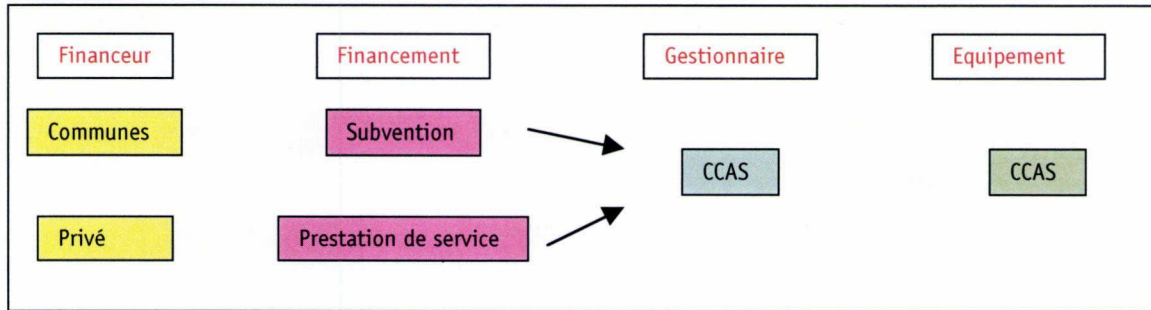 Financeur
Financement
Gestionnaire
Equipement
Communes
Subvention
CCAS
CCAS
Privé
Prestation de service